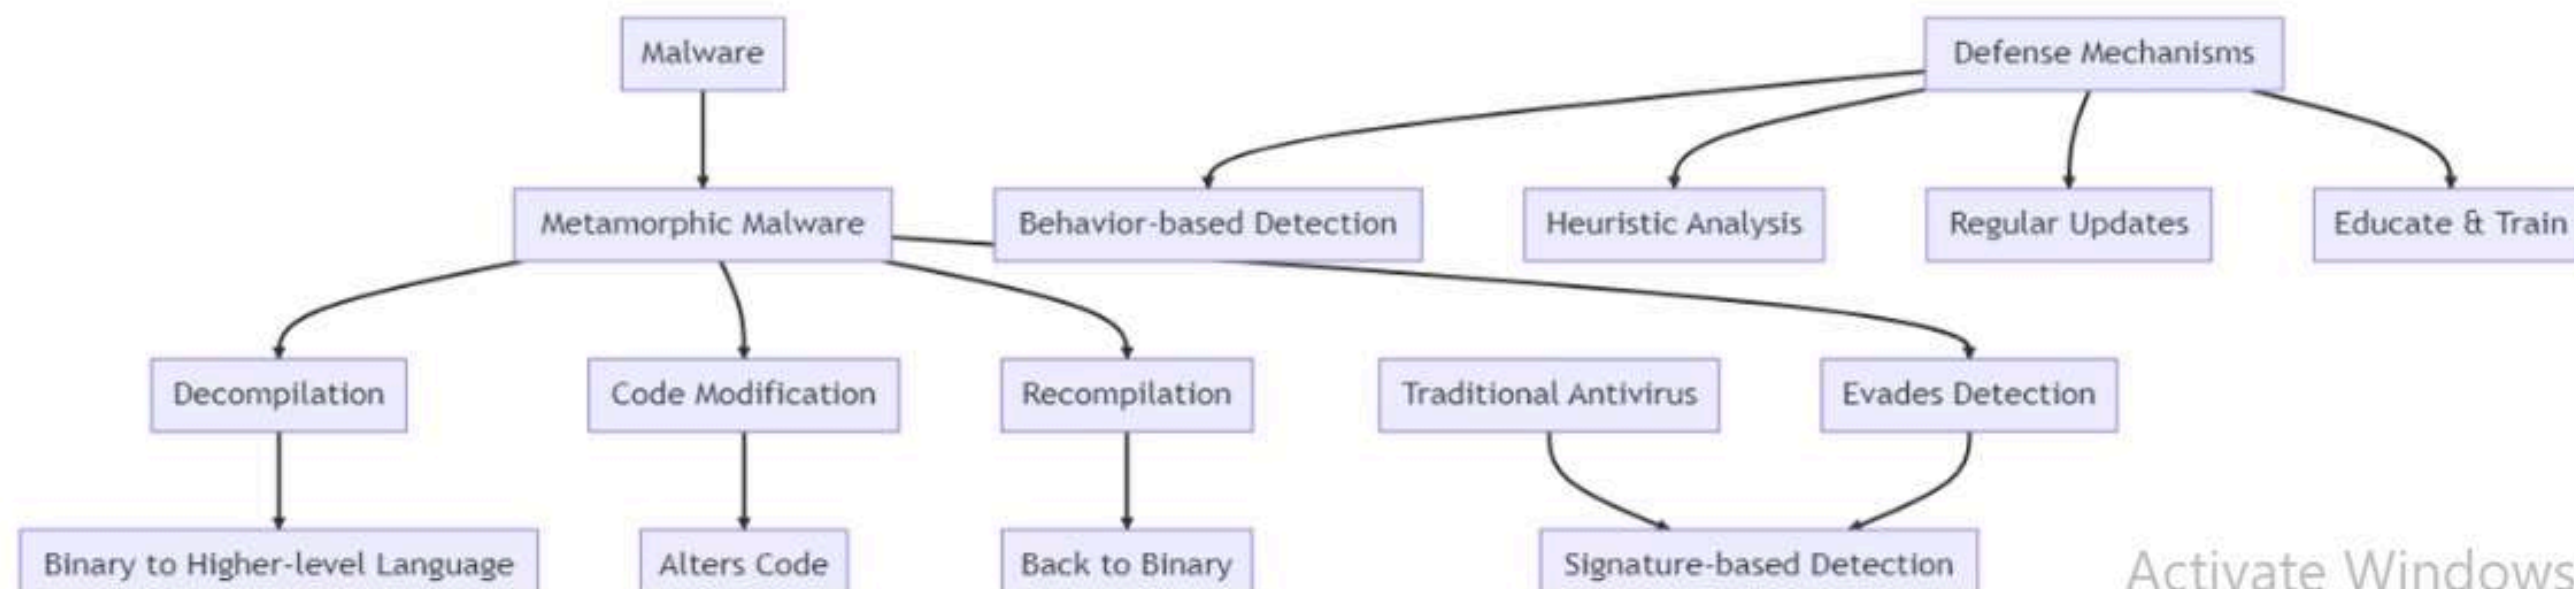 Malware
Defense Mechanisms
Metamorphic Malware
Behavior-based Detection
Heuristic Analysis
Regular Updates
Educate & Train
Decompilation
Code Modification
Recompilation
Traditional Antivirus
Evades Detection
Binary to Higher-level Language
Alters Code
Back to Binary
Signature-based Detection
Activate Windows